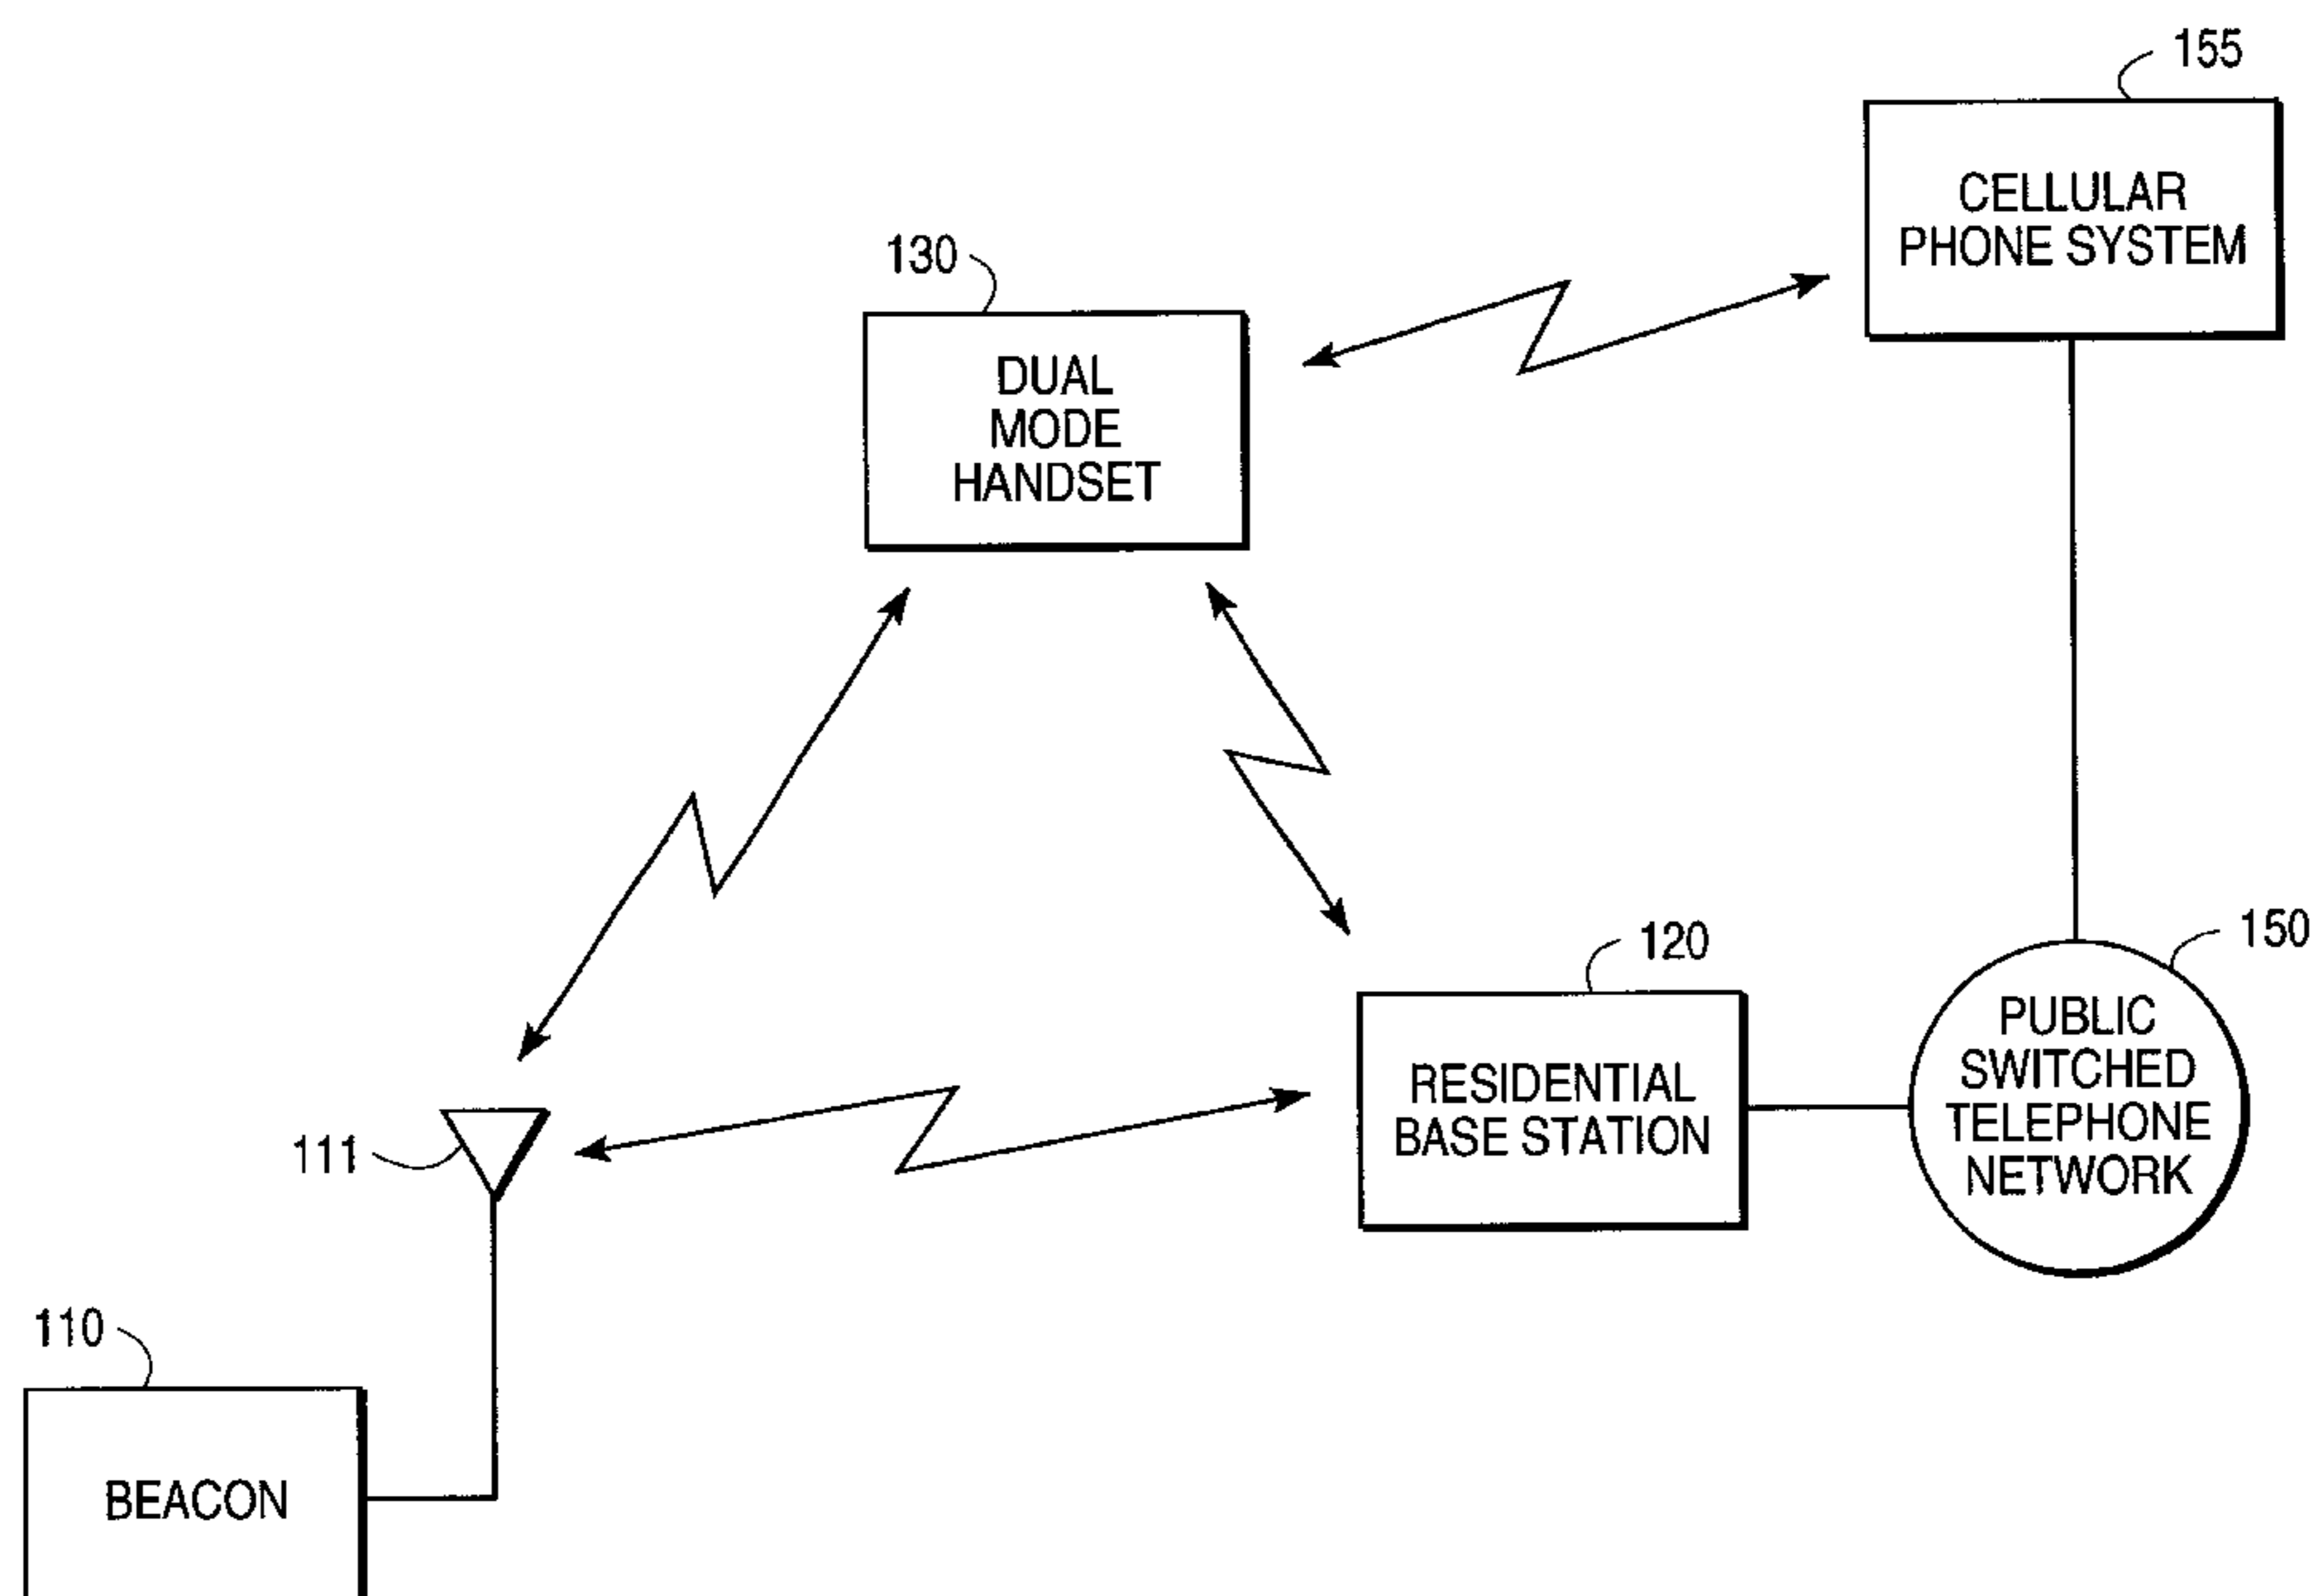 155
CELLULAR
PHONE SYSTEM
130
DUAL
MODE
HANDSET
120
150
RESIDENTIAL
BASE STATION
PUBLIC
SWITCHED
TELEPHONE
NETWORK
111
110
BEACON